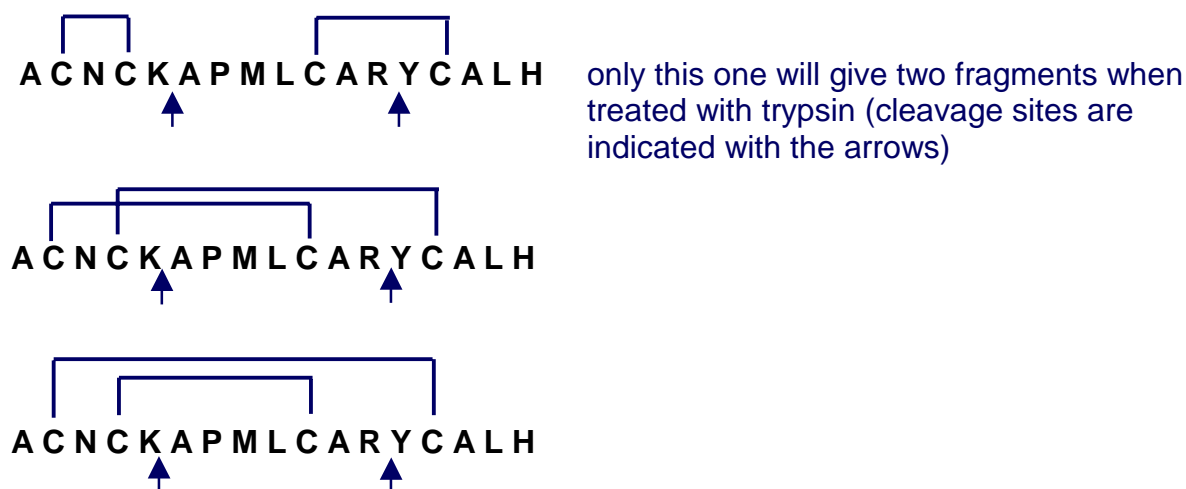 A C N C K A P M L C A R Y C A L H
only this one will give two fragments when
treated with trypsin (cleavage sites are
indicated with the arrows)
A C N C K A P M L C A R Y C A L H
A C N C K A P M L C A R Y C A L H